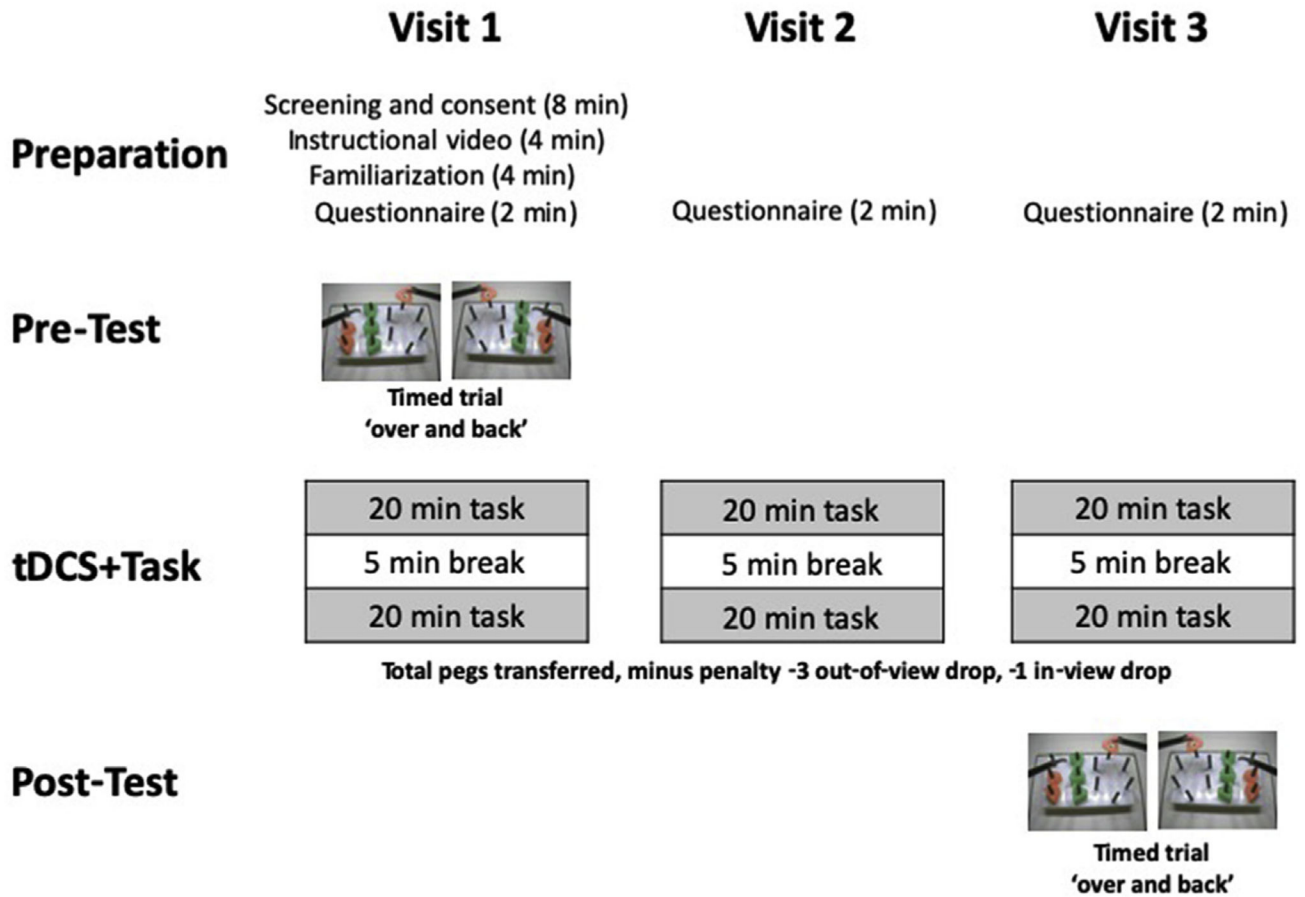 Visit 1 Visit 2 Visit 3
Preparation
Screening and consent (8 min)
Instructional video (4 min)
Familiarization (4 min)
Questionnaire (2 min) Questionnaire (2 min) Questionnaire (2 min)
Pre-Test
Timed trial
‘over and back’
tDCS+Task
20 min task 20 min task 20 min task
5 min break 5 min break 5 min break
20 min task 20 min task 20 min task
Total pegs transferred, minus penalty -3 out-of-view drop, -1 in-view drop
Post-Test
Timed trial
‘over and back’